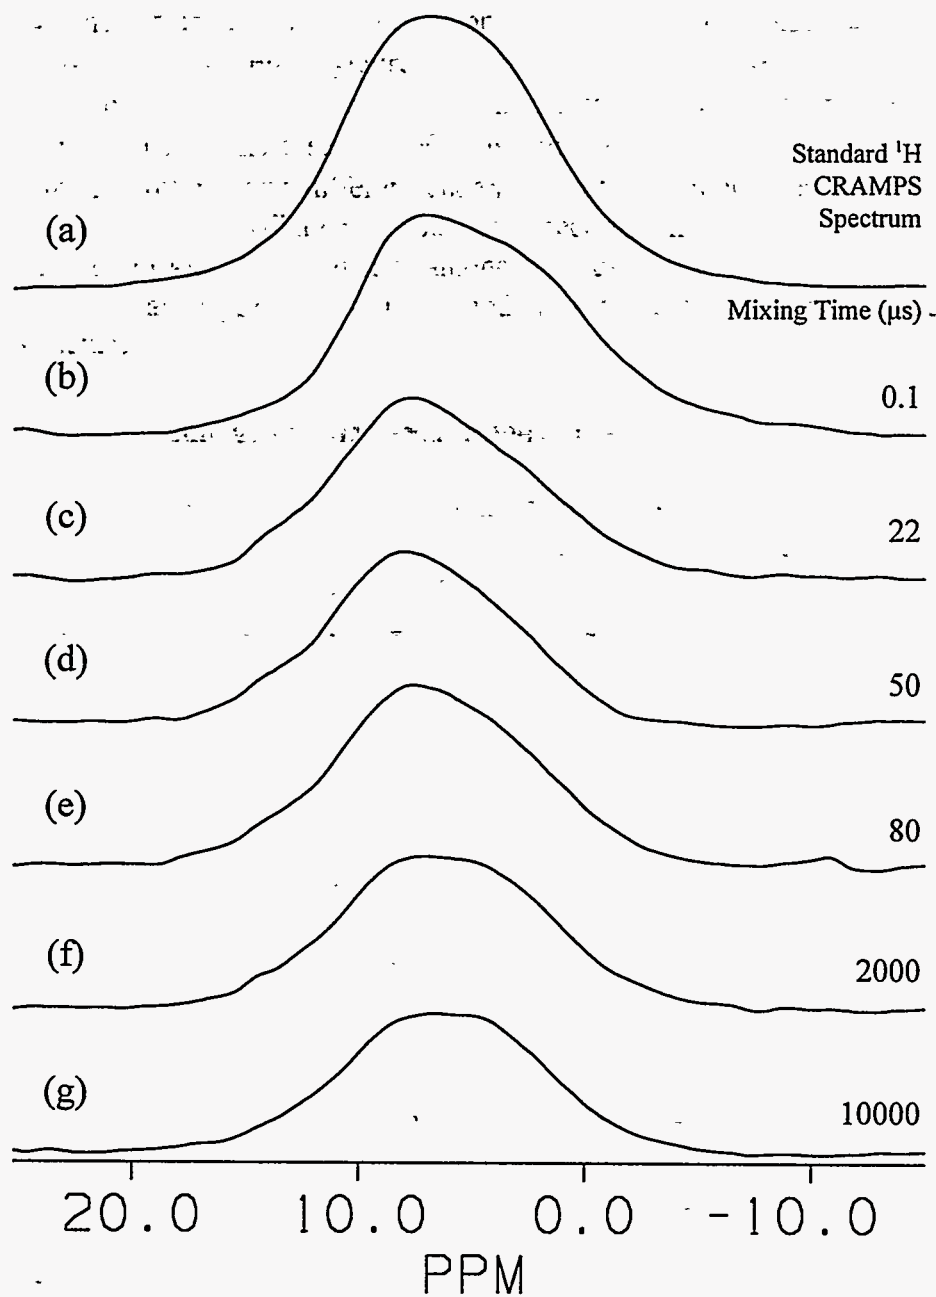 Standard ¹H
CRAMPS
Spectrum
(a)
Mixing Time (µs)
(b)
0.1
(c)
22
(d)
50
(e)
80
(f)
2000
(g)
10000
20.0 10.0 0.0 -10.0
PPM